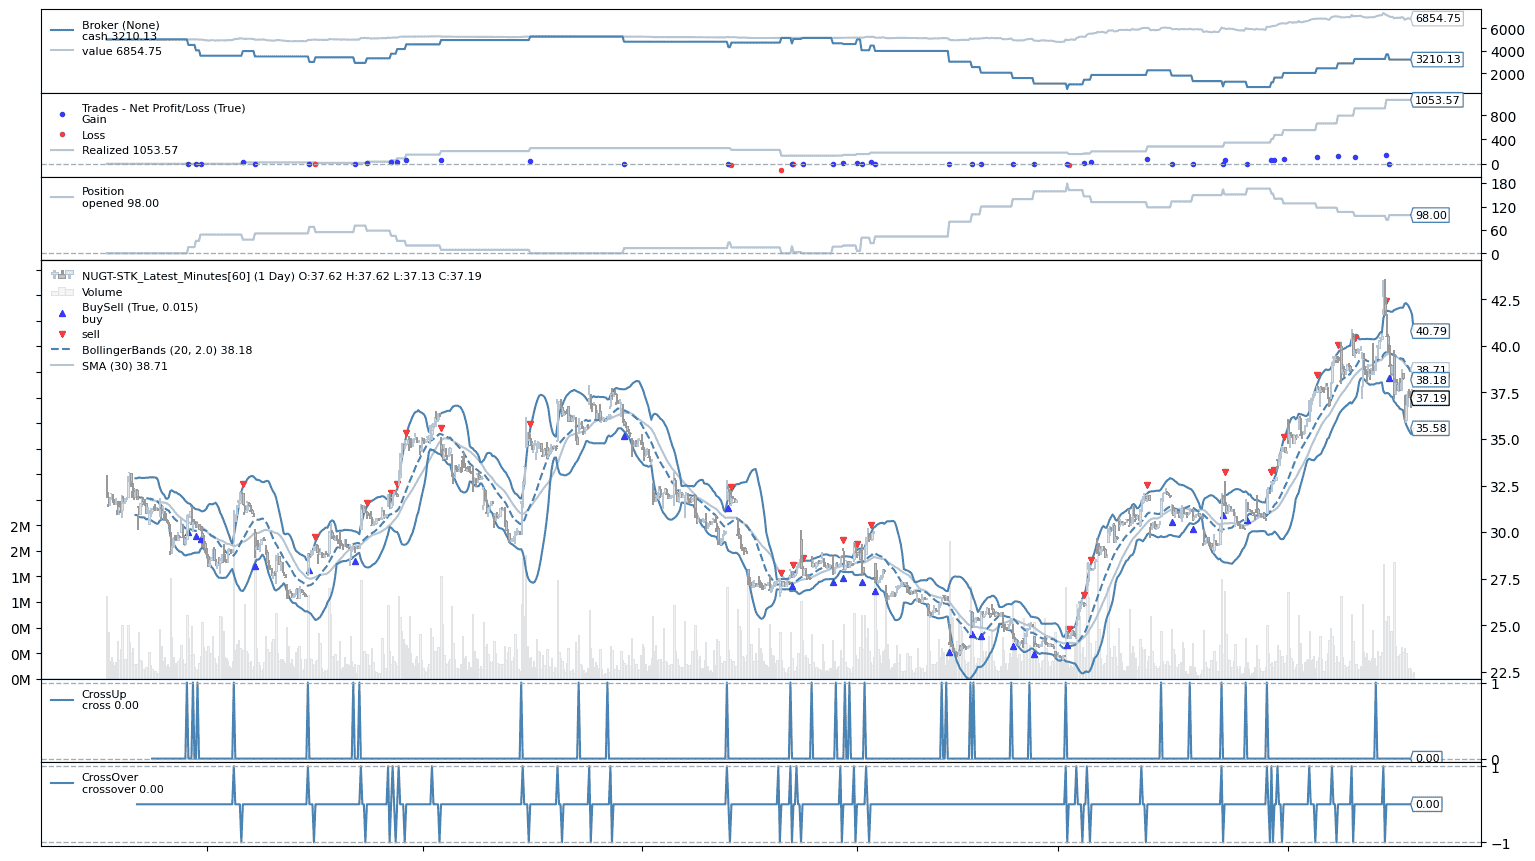 Broker (None)
cash 3210.13
value 6854.75
6854.75
6000
4000
3210.13
2000
Trades - Net Profit/Loss (True)
Gain
Loss
Realized 1053.57
1053.57
800
400
0
Position
opened 98.00
180
120
98.00
60
0
NUGT-STK_Latest_Minutes[60] (1 Day) O:37.62 H:37.62 L:37.13 C:37.19
Volume
BuySell (True, 0.015)
buy
sell
BollingerBands (20, 2.0) 38.18
SMA (30) 38.71
42.5
40.79
40.0
38.71
38.18
37.5
37.19
35.58
35.0
32.5
30.0
27.5
25.0
22.5
2M
2M
1M
1M
0M
0M
0M
CrossUp
cross 0.00
1
0.00
0
CrossOver
crossover 0.00
1
0.00
−1